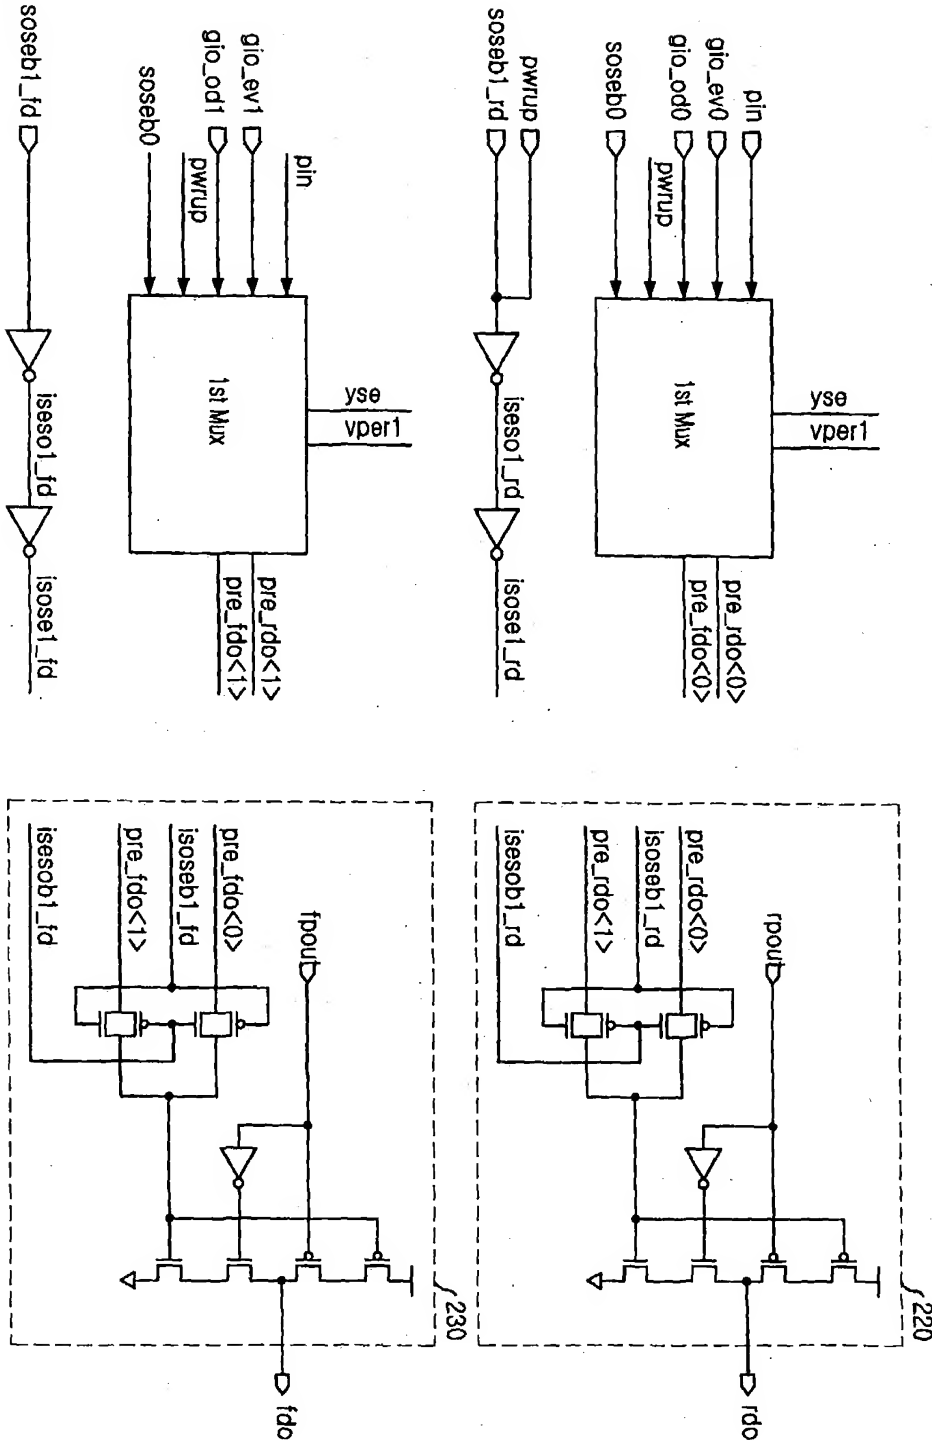 pin
gio_ev0
gio_od0
pwrup
soseb0
1st Mux
yse
vper1
pre_rdo<0>
pre_fdo<0>
pwrup
soseb1_rd
iseso1_rd
isose1_rd
pin
gio_ev1
gio_od1
pwrup
soseb0
1st Mux
yse
vper1
pre_rdo<1>
pre_fdo<1>
soseb1_fd
iseso1_fd
isose1_fd
220
rpout
pre_rdo<0>
isoseb1_rd
pre_rdo<1>
isesob1_rd
rdo
230
fpout
pre_fdo<0>
isoseb1_fd
pre_fdo<1>
isesob1_fd
fdo